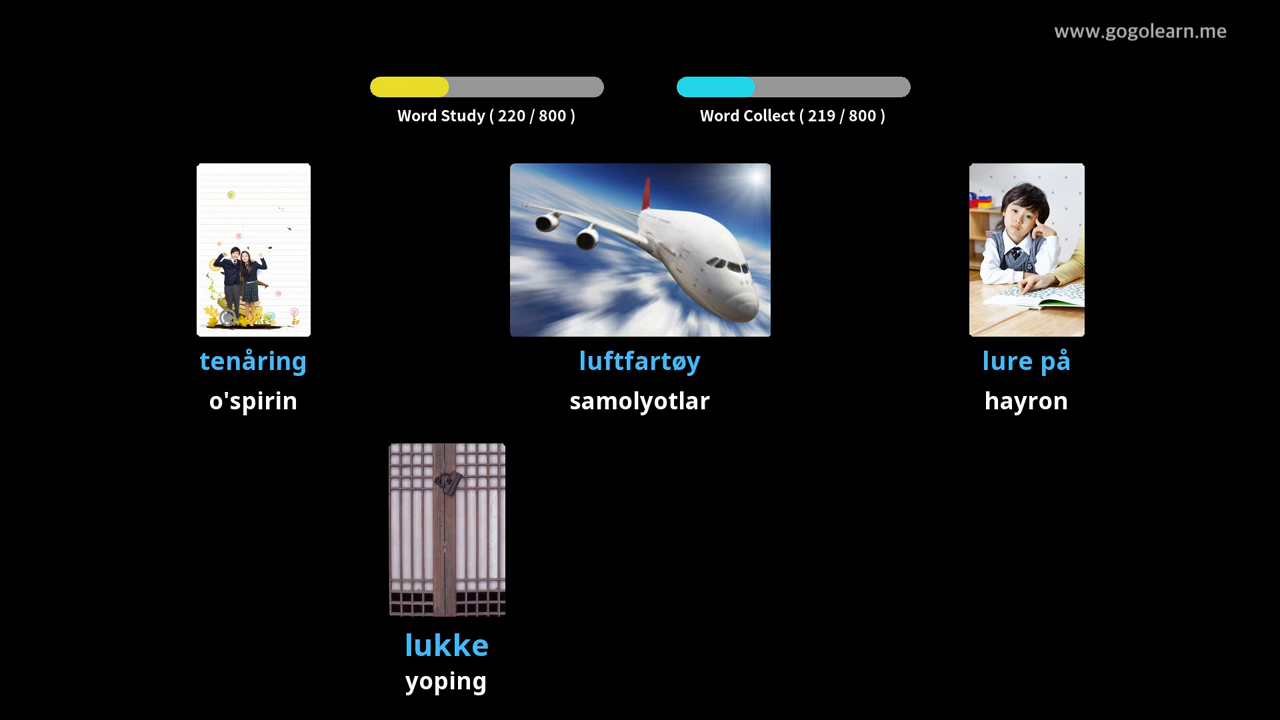 www.gogolearn.me
Word Study ( 220 / 800 )
Word Collect ( 219 / 800 )
tenåring
o'spirin
luftfartøy
samolyotlar
lure på
hayron
lukke
yoping